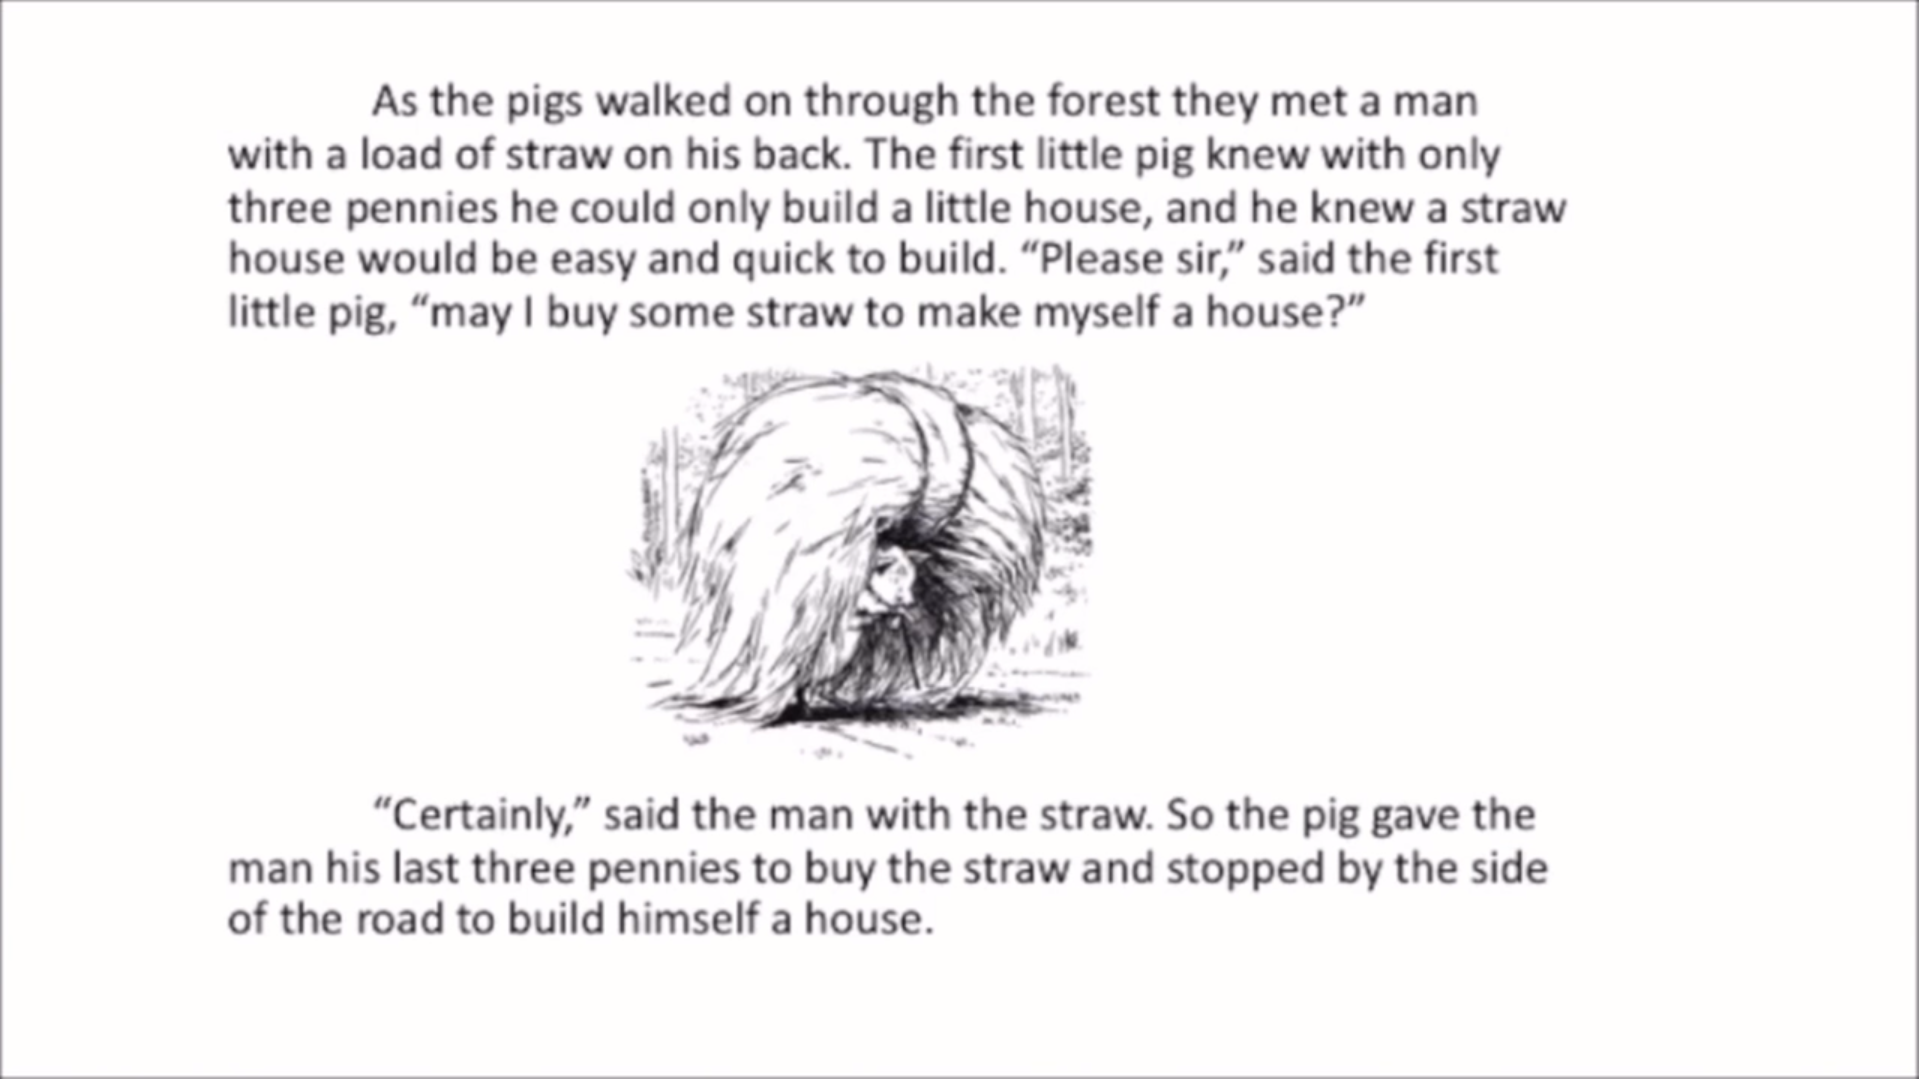 As the pigs walked on through the forest they met a man
with a load of straw on his back. The first little pig knew with only
three pennies he could only build a little house, and he knew a straw
house would be easy and quick to build. “Please sir,” said the first
little pig, “may I buy some straw to make myself a house?”
“Certainly,” said the man with the straw. So the pig gave the
man his last three pennies to buy the straw and stopped by the side
of the road to build himself a house.